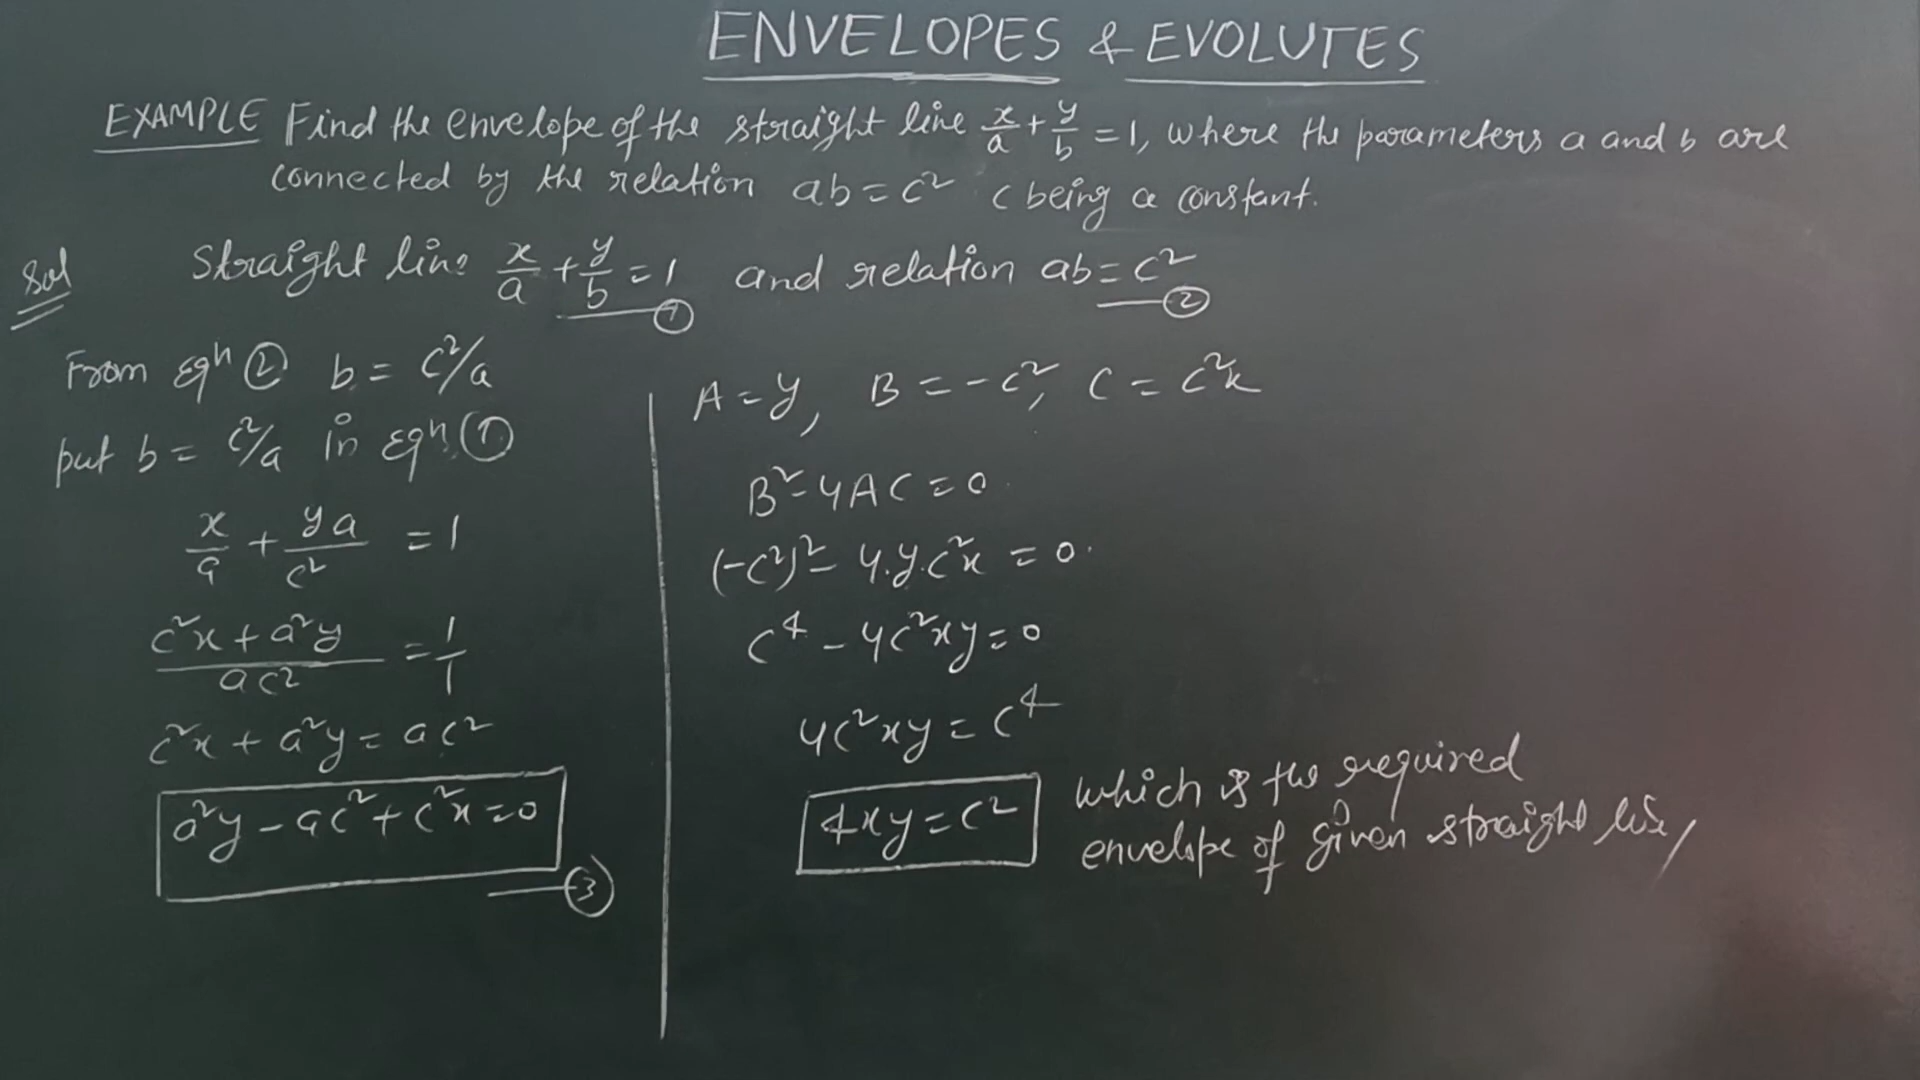 ENVELOPES & EVOLUTES
EXAMPLE Find the envelope of the straight line x/a + y/b = 1, where the parameters a and b are
connected by the relation ab = c² c being a constant.
Sol Straight line x/a + y/b = 1 ① and relation ab = c² ②
From Eqn ② b = c²/a
put b = c²/a in Eqn ①
x/a + ya/c² = 1
c²x + a²y / ac² = 1/1
c²x + a²y = ac²
a²y - ac² + c²x = 0 ③
A = y, B = -c², C = c²x
B² - 4AC = 0
(-c²)² - 4.y.c²x = 0.
c⁴ - 4c²xy = 0
4c²xy = c⁴
4xy = c² which is the required
envelope of given straight line